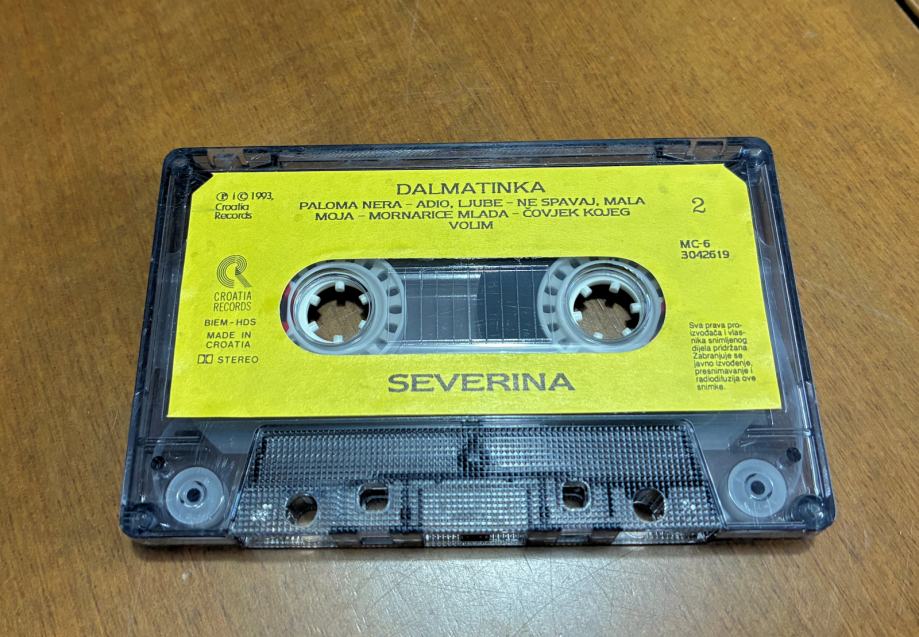 DALMATINKA
PALOMA NERA - ADIO, LJUBE - NE SPAVAJ, MALA
MOJA - MORNARICE MLADA - ČOVJEK KOJEG
VOLIM
℗ i © 1993,
Croatia
Records
2
MC-6
3042619
CROATIA
RECORDS
BIEM-HDS
MADE IN
CROATIA
STEREO
Sva prava pro-
izvođača i vlas-
nika snimljenog
dijela pridržana
Zabranjuje se
javno izvođenje,
presnimavanje i
radiodifuzija ove
snimke.
SEVERINA